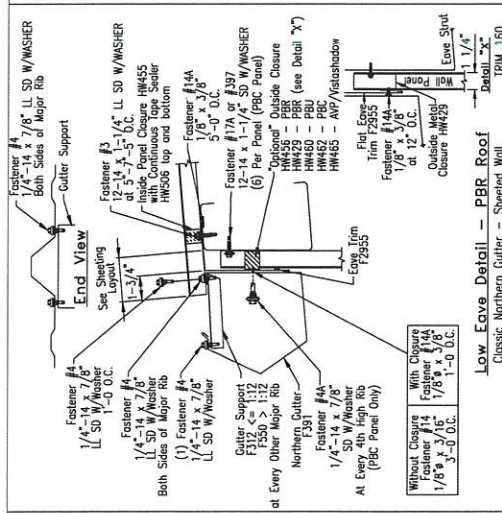 Fastener #4
1/4"-14 x 7/8" LL SD W/WASHER
Both Sides of Major Rib
Gutter Support
End View
Fastener #3
12-14 x 1-1/4" LL SD W/WASHER
at 5"-7"-5" O.C.
Inside Panel Closure HW455
with Continuous Tape Sealer
HW506 top and bottom
Fastener #14A
1/8" x 3/8"
5'-0" O.C.
Fastener #17A or #397
12-14 x 1-1/4" SD W/WASHER
(6) Per Panel (PBC Panel)
"Optional" Outside Closure
HW456 - PBR
HW429 - PBR (see Detail "X")
HW460 - PBU
HW462 - PBC
HW465 - AVP/Vistashadow
See Sheeting
Layout
1-3/4"
Fastener #4
1/4"-14 x 7/8"
LL SD W/Washer
1'-0" O.C.
Fastener #4
1/4"-14 x 7/8"
LL SD W/Washer
Both Sides of Major Rib
(1) Fastener #4
1/4"-14 x 7/8"
LL SD W/Washer
Gutter Support
F312 <= 1:12
F550 > 1:12
at Every Other Major Rib
Northern Gutter
F391
Fastener #4A
1/4"-14 x 7/8"
SD W/Washer
At Every 4th High Rib
(PBC Panel Only)
Eave Trim
F2955
Without Closure
Fastener #14
1/8"ø x 3/16"
3'-0 O.C.
With Closure
Fastener #14A
1/8"ø x 3/8"
1'-0 O.C.
Flat Eave
Trim F2955
Fastener #14A
1/8" x 3/8"
at 12" O.C.
Outside Metal
Closure HW429
Wall Panel
Eave Strut
1 1/4"
Detail "X"
Low Eave Detail - PBR Roof
Classic Northern Gutter - Sheeted Wall
TRIM 160